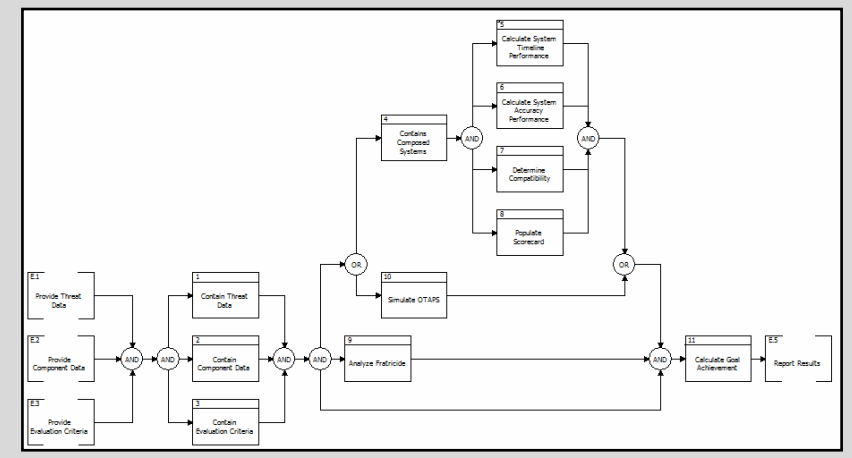 5
Calculate System
Timeline
Performance
6
Calculate System
Accuracy
Performance
4
Contains
Composed
Systems
AND
AND
7
Determine
Compatibility
8
Populate
Scorecard
OR
OR
E.1
Provide Threat
Data
1
Contain Threat
Data
10
Simulate OTAPS
E.2
Provide
Component Data
AND
AND
2
Contain
Component Data
AND
AND
9
Analyze Fratricide
AND
11
Calculate Goal
Achievement
E.5
Report Results
E.3
Provide
Evaluation Criteria
3
Contain
Evaluation Criteria